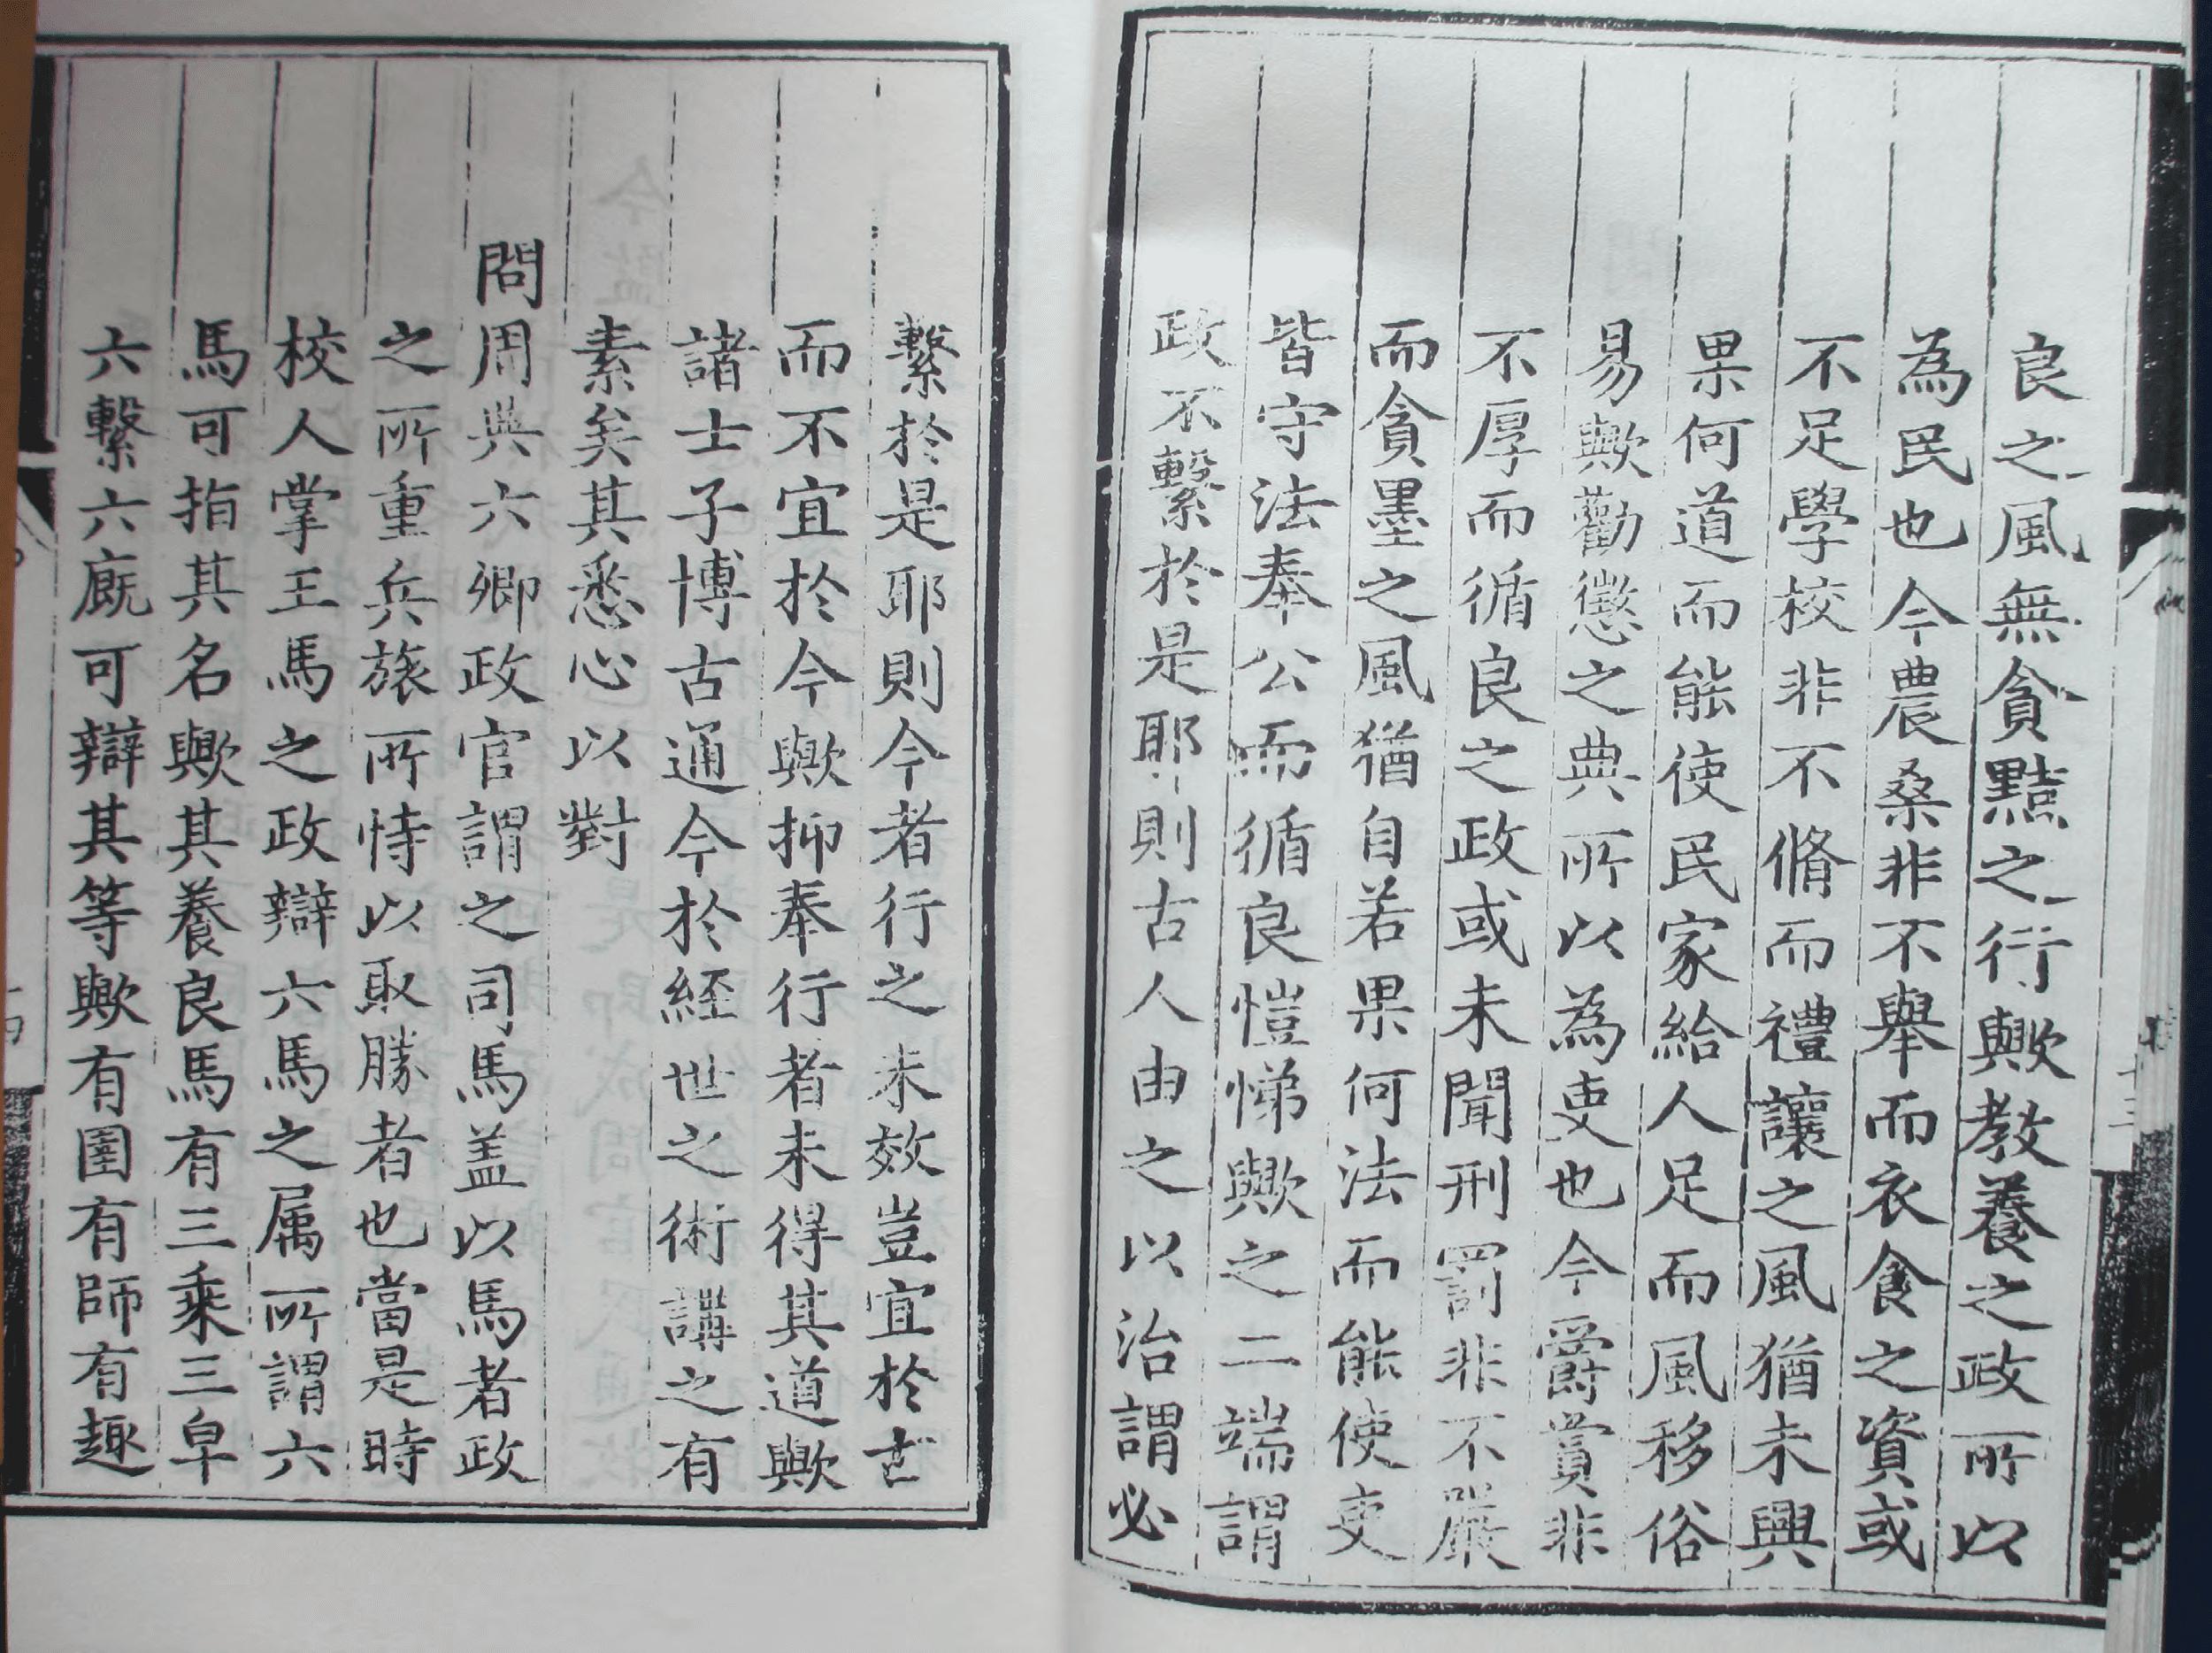 良之風無貪黠之行歟教養之政所以
為民也今農桑非不舉而衣食之資或
不足學校非不脩而禮讓之風猶未興
果何道而能使民家給人足而風移俗
易歟勸懲之典所以為吏也今爵賞非
不厚而循良之政或未聞刑罰非不嚴
而貪墨之風猶自若果何法而能使吏
皆守法奉公而循良愷悌歟之二端謂
政不繫於是耶則古人由之以治謂必
繫於是耶則今者行之未效豈宜於古
而不宜於今歟抑奉行者未得其道歟
諸士子博古通今於經世之術講之有
素矣其悉心以對
問周典六卿政官謂之司馬盖以馬者政
之所重兵旅所恃以取勝者也當是時
校人掌王馬之政辯六馬之属所謂六
馬可指其名歟其養良馬有三乘三皁
六繫六廐可辯其等歟有圉有師有趣